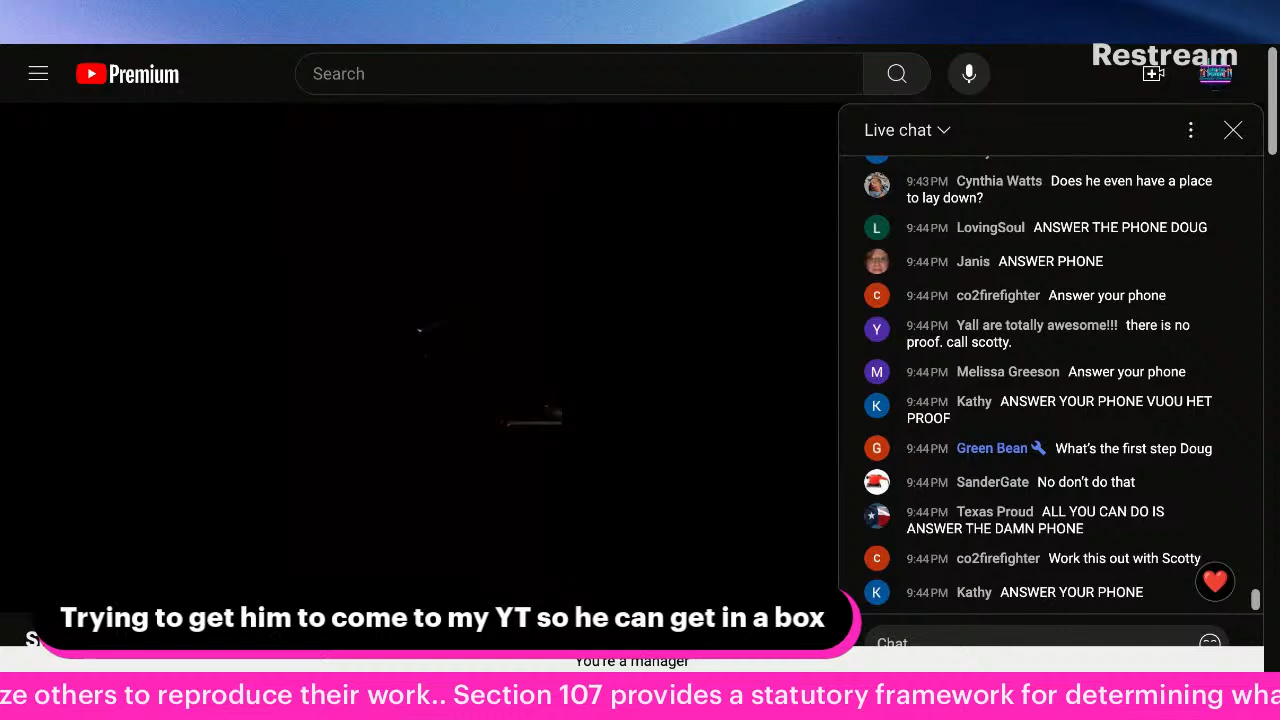 Restream
Premium
Search
Live chat
9:43 PM Cynthia Watts Does he even have a place
to lay down?
L
9:44 PM LovingSoul ANSWER THE PHONE DOUG
9:44 PM Janis ANSWER PHONE
c
9:44 PM co2firefighter Answer your phone
Y
9:44 PM Yall are totally awesome!!! there is no
proof. call scotty.
M
9:44 PM Melissa Greeson Answer your phone
K
9:44 PM Kathy ANSWER YOUR PHONE VUOU HET
PROOF
G
9:44 PM Green Bean What's the first step Doug
9:44 PM SanderGate No don't do that
9:44 PM Texas Proud ALL YOU CAN DO IS
ANSWER THE DAMN PHONE
c
9:44 PM co2firefighter Work this out with Scotty
K
9:44 PM Kathy ANSWER YOUR PHONE
Chat
Trying to get him to come to my YT so he can get in a box
You're a manager
ze others to reproduce their work.. Section 107 provides a statutory framework for determining wha